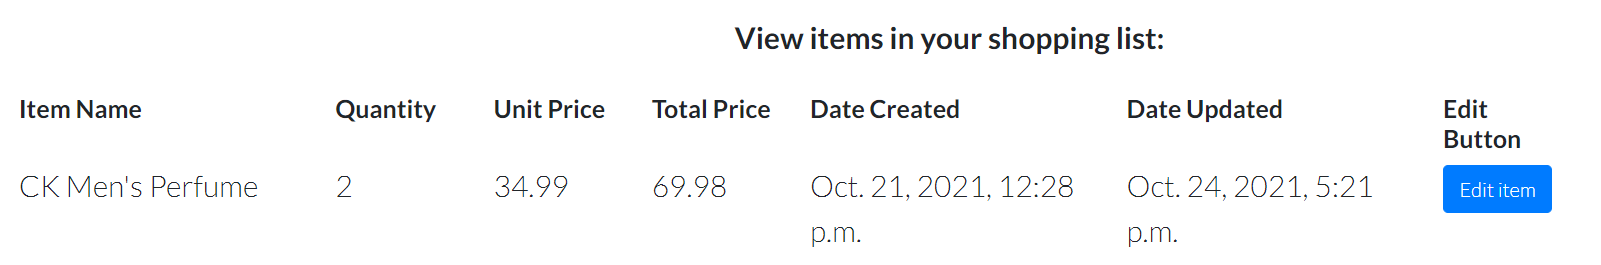 View items in your shopping list:
Item Name Quantity Unit Price Total Price Date Created Date Updated Edit
Button
CK Men's Perfume 2 34.99 69.98 Oct. 21, 2021, 12:28 Oct. 24, 2021, 5:21 Edit item
p.m. p.m.